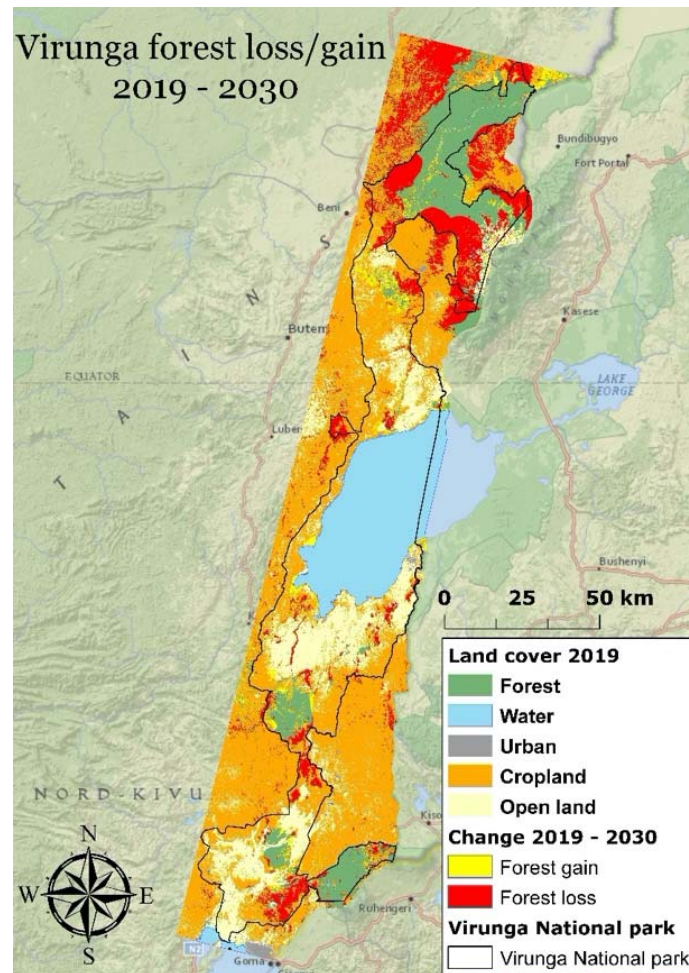 Virunga forest loss/gain
2019 - 2030
Bundibugyo
Fort Portal
Beni
Kasese
EQUATOR
LAKE
GEORGE
T A I N S
Bushenyi
0 25 50 km
Land cover 2019
Forest
Water
Urban
Cropland
Open land
Change 2019 - 2030
Forest gain
Forest loss
Virunga National park
Virunga National park
NORD-KIVU
N
W E
S
Ruhengeri
N2
Goma